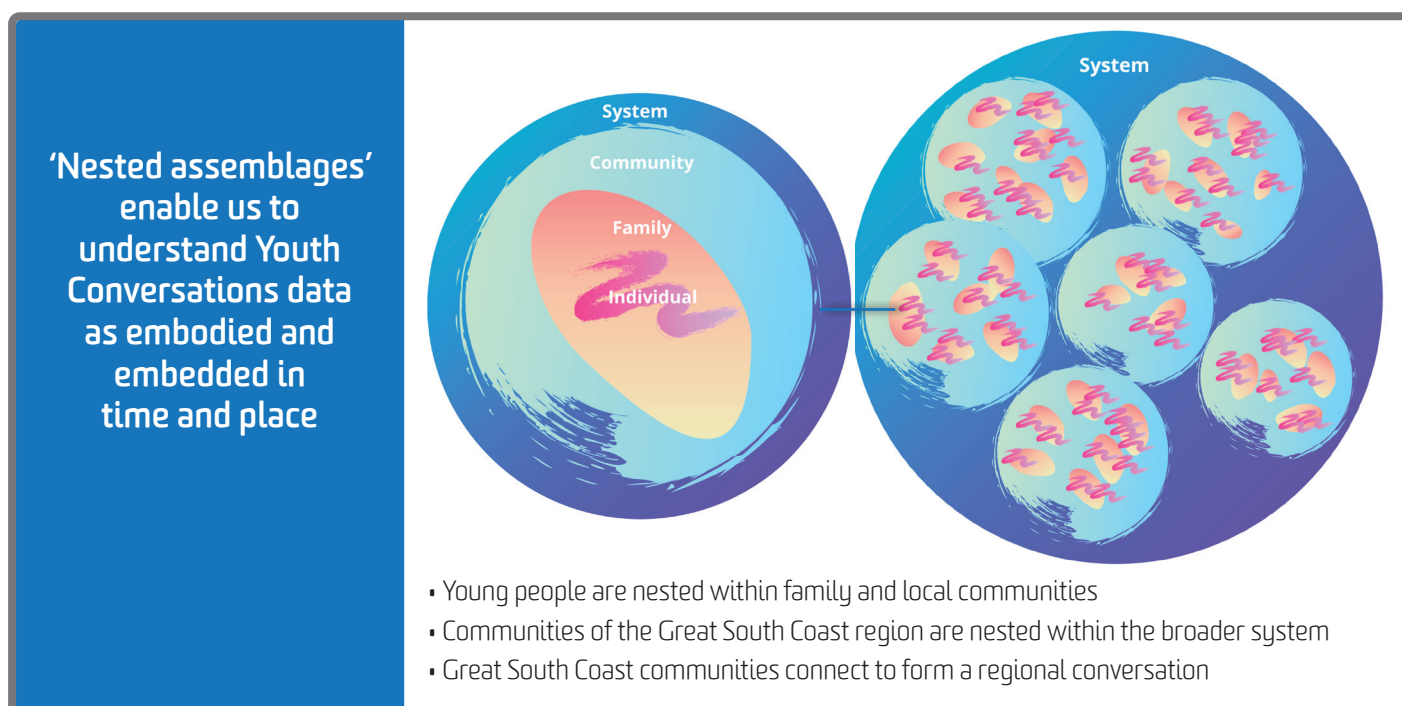 ‘Nested assemblages’
enable us to
understand Youth
Conversations data
as embodied and
embedded in
time and place
System
Community
Family
Individual
System
• Young people are nested within family and local communities
• Communities of the Great South Coast region are nested within the broader system
• Great South Coast communities connect to form a regional conversation